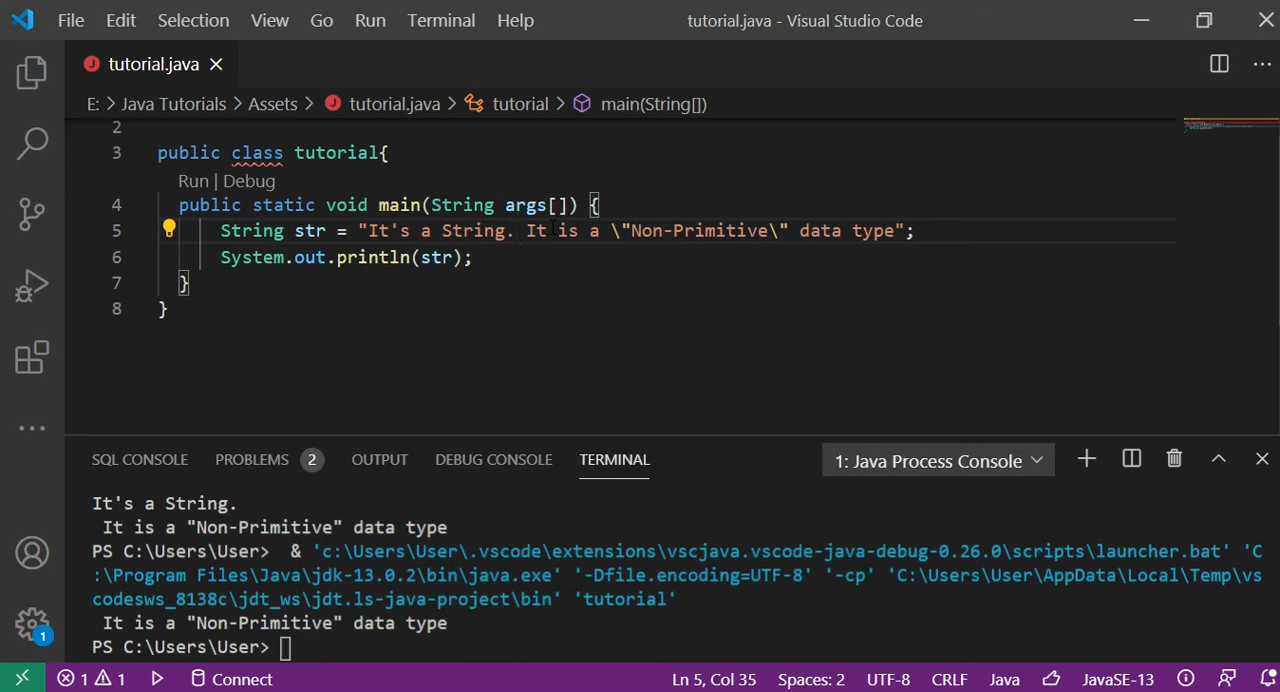 File Edit Selection View Go Run Terminal Help tutorial.java - Visual Studio Code
J tutorial.java
E: > Java Tutorials > Assets > J tutorial.java > tutorial > main(String[])
2
3 public class tutorial{
Run | Debug
4 public static void main(String args[]) {
5 String str = "It's a String. It is a \"Non-Primitive\" data type";
6 System.out.println(str);
7 }
8 }
SQL CONSOLE PROBLEMS 2 OUTPUT DEBUG CONSOLE TERMINAL 1: Java Process Console
It's a String.
It is a "Non-Primitive" data type
PS C:\Users\User> & 'c:\Users\User\.vscode\extensions\vscjava.vscode-java-debug-0.26.0\scripts\launcher.bat' 'C
:\Program Files\Java\jdk-13.0.2\bin\java.exe' '-Dfile.encoding=UTF-8' '-cp' 'C:\Users\User\AppData\Local\Temp\vs
codesws_8138c\jdt_ws\jdt.ls-java-project\bin' 'tutorial'
It is a "Non-Primitive" data type
PS C:\Users\User>
1
1 1 Connect Ln 5, Col 35 Spaces: 2 UTF-8 CRLF Java JavaSE-13